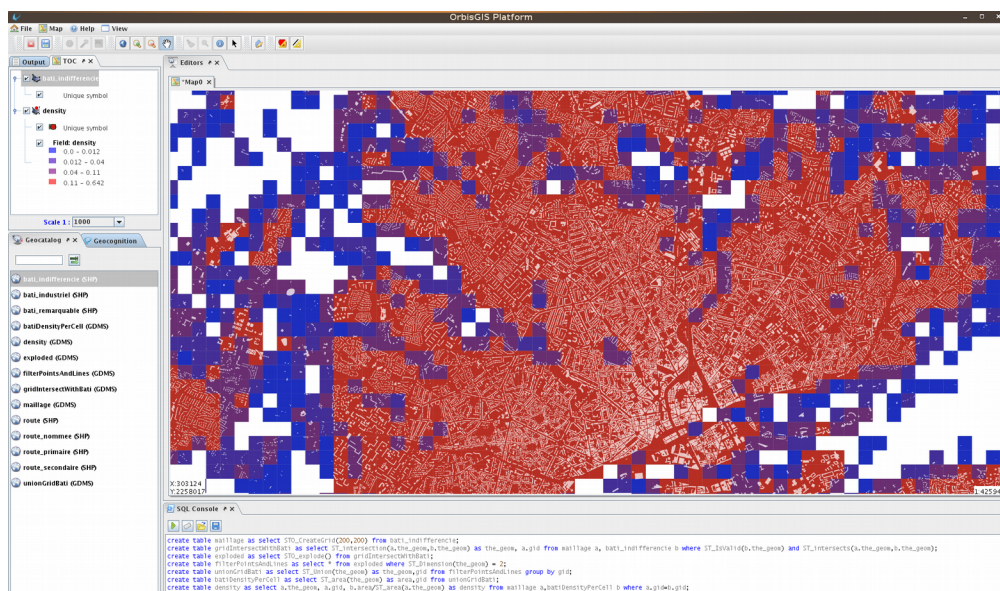 OrbisGIS Platform
File Map Help View
Output TOC
Editors
*Map0
bati_indifferencie
Unique symbol
density
Unique symbol
Field: density
0.0 - 0.012
0.012 - 0.04
0.04 - 0.11
0.11 - 0.642
Scale 1 : 1000
Geocatalog Geocognition
bati_indifferencie (SHP)
bati_industriel (SHP)
bati_remarquable (SHP)
batiDensityPerCell (GDMS)
density (GDMS)
exploded (GDMS)
filterPointsAndLines (GDMS)
gridIntersectWithBati (GDMS)
maillage (GDMS)
route (SHP)
route_nommee (SHP)
route_primaire (SHP)
route_secondaire (SHP)
unionGridBati (GDMS)
X:303124
Y:2258017
1:42594
SQL Console
create table maillage as select STO_CreateGrid(200,200) from bati_indifferencie;
create table gridIntersectWithBati as select ST_intersection(a.the_geom,b.the_geom) as the_geom, a.gid from maillage a, bati_indifferencie b where ST_IsValid(b.the_geom) and ST_intersects(a.the_geom,b.the_geom);
create table exploded as select STO_explode() from gridIntersectWithBati;
create table filterPointsAndLines as select * from exploded where ST_Dimension(the_geom) = 2;
create table unionGridBati as select ST_Union(the_geom) as the_geom,gid from filterPointsAndLines group by gid;
create table batiDensityPerCell as select ST_area(the_geom) as area,gid from unionGridBati;
create table density as select a.the_geom, a.gid, b.area/ST_area(a.the_geom) as density from maillage a,batiDensityPerCell b where a.gid=b.gid;